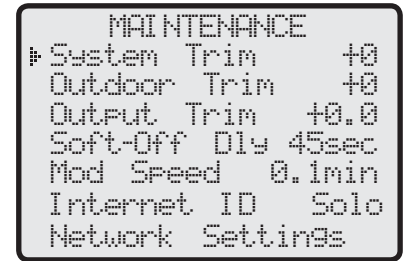 MAINTENANCE
System Trim +0
Outdoor Trim +0
Output Trim +0.0
Soft-Off Dly 45sec
Mod Speed 0.1min
Internet ID Solo
Network Settings